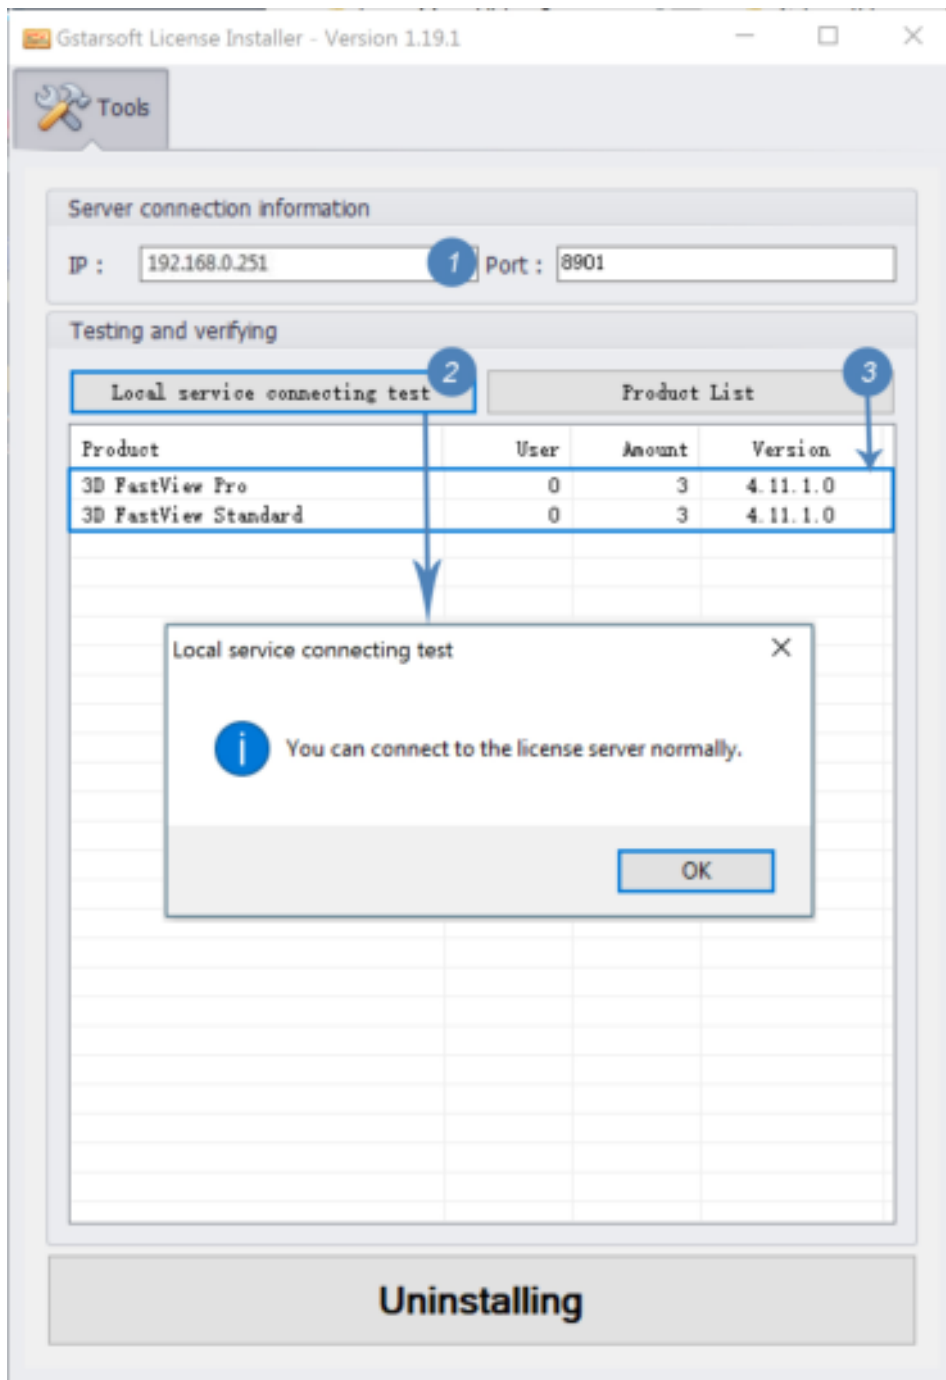 Gstarsoft License Installer - Version 1.19.1
Tools
Server connection information
IP : 192.168.0.251 1 Port : 8901
Testing and verifying
Local service connecting test 2 Product List 3
Product User Amount Version
3D FastView Pro 0 3 4.11.1.0
3D FastView Standard 0 3 4.11.1.0
Local service connecting test
i You can connect to the license server normally.
OK
Uninstalling